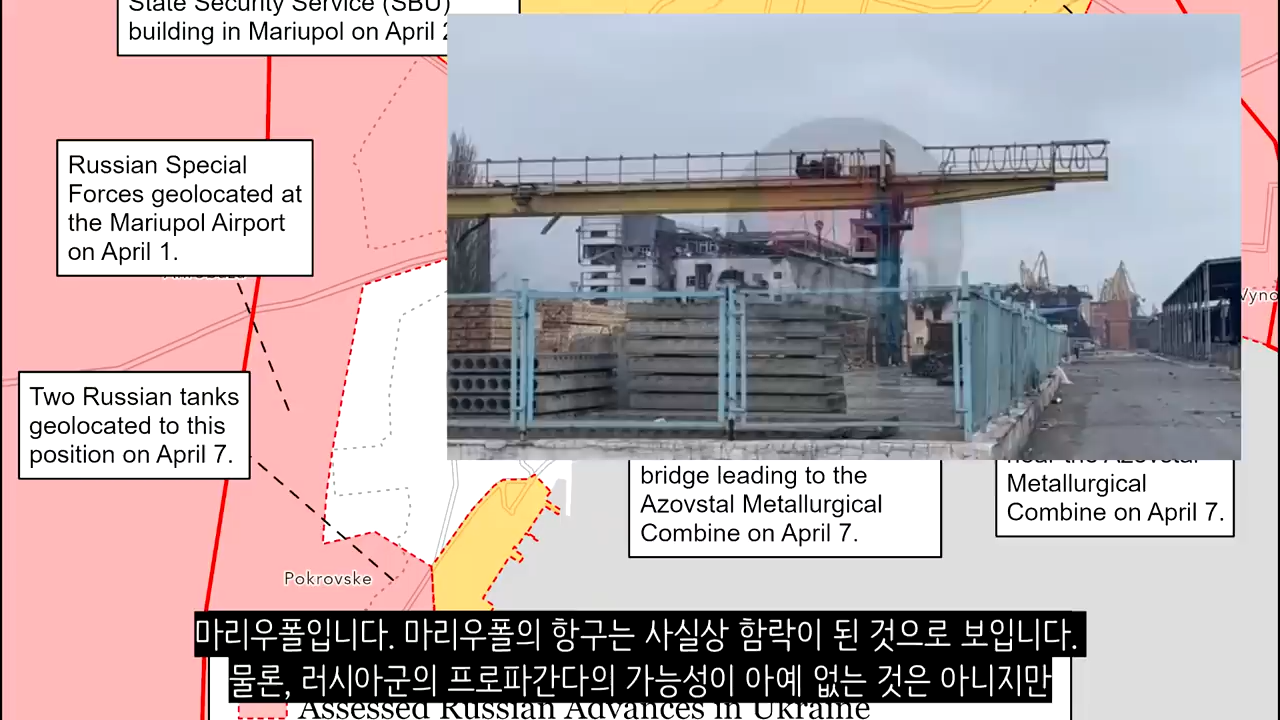 State Security Service (SBU)
building in Mariupol on April
Russian Special
Forces geolocated at
the Mariupol Airport
on April 1.
Vyno
Two Russian tanks
geolocated to this
position on April 7.
bridge leading to the
Azovstal Metallurgical
Combine on April 7.
near the Azovstal
Metallurgical
Combine on April 7.
Pokrovske
마리우폴입니다. 마리우폴의 항구는 사실상 함락이 된 것으로 보입니다.
물론, 러시아군의 프로파간다의 가능성이 아예 없는 것은 아니지만
Assessed Russian Advances in Ukraine